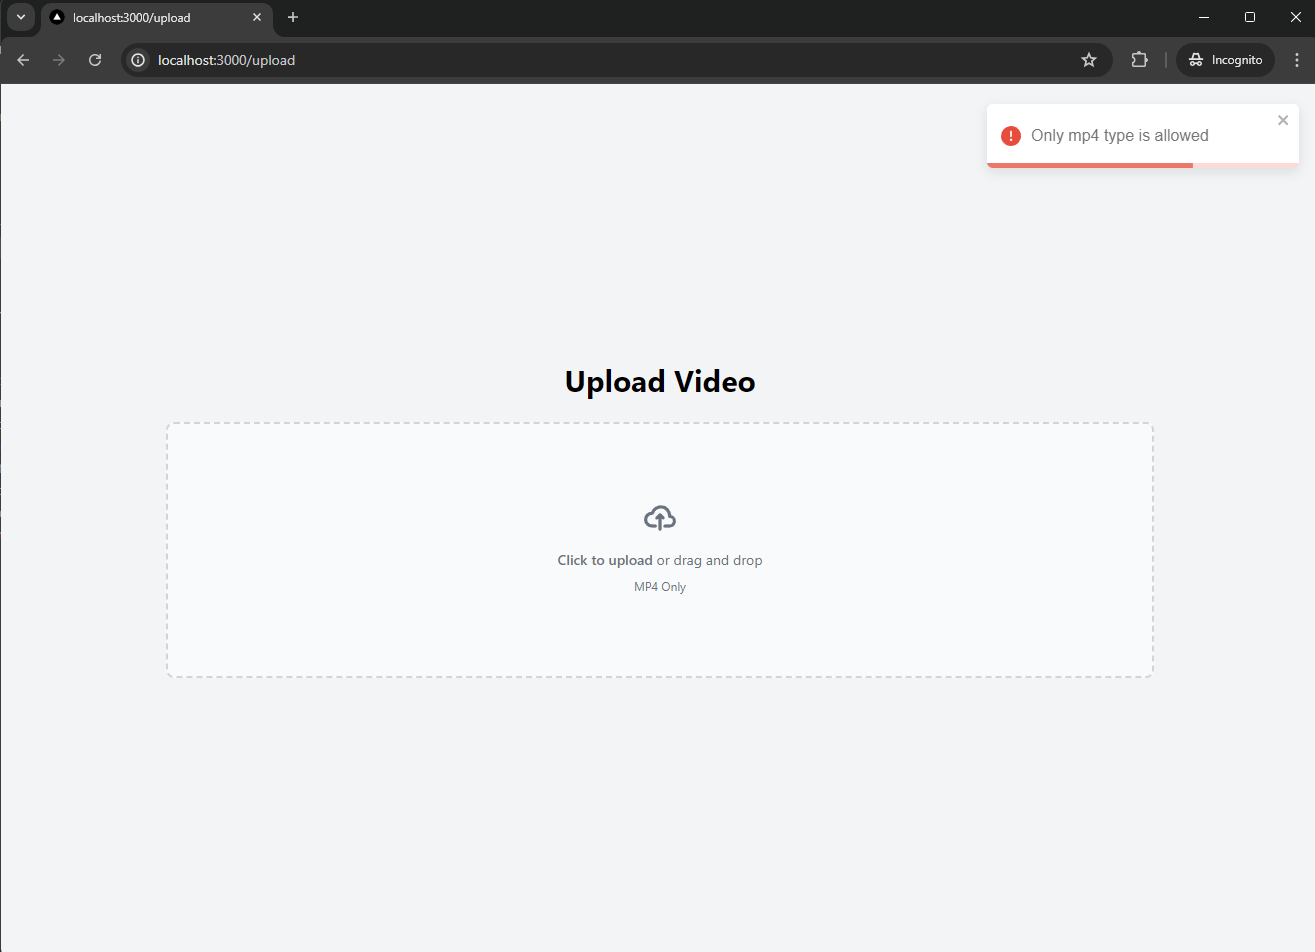 localhost:3000/upload
localhost:3000/upload
Incognito
Only mp4 type is allowed
Upload Video
Click to upload or drag and drop
MP4 Only